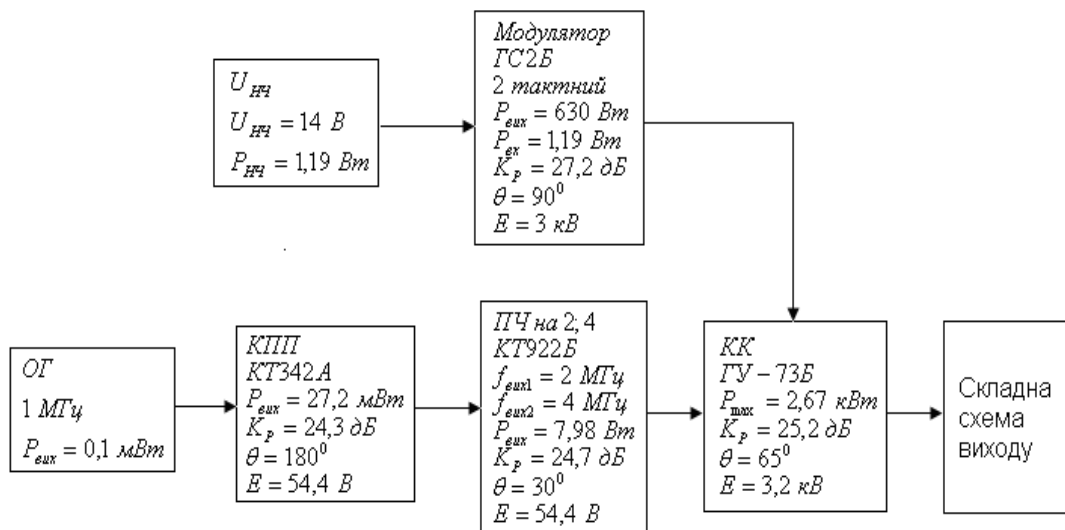 U_НЧ
U_НЧ = 14 В
P_НЧ = 1,19 Вт
Модулятор
ГС2Б
2 тактний
P_вих = 630 Вт
P_вх = 1,19 Вт
K_P = 27,2 дБ
θ = 90⁰
E = 3 кВ
ОГ
1 МГц
P_вих = 0,1 мВт
КПП
КТ342А
P_вих = 27,2 мВт
K_P = 24,3 дБ
θ = 180⁰
E = 54,4 В
ПЧ на 2; 4
КТ922Б
f_вих1 = 2 МГц
f_вих2 = 4 МГц
P_вих = 7,98 Вт
K_P = 24,7 дБ
θ = 30⁰
E = 54,4 В
КК
ГУ – 73Б
P_max = 2,67 кВт
K_P = 25,2 дБ
θ = 65⁰
E = 3,2 кВ
Складна
схема
виходу